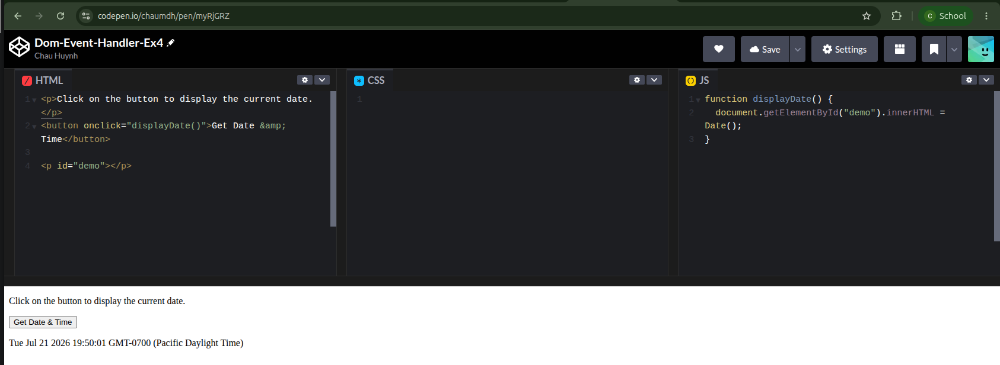 codepen.io/chaumdh/pen/myRjGRZ
C School
Dom-Event-Handler-Ex4
Chau Huynh
Save
Settings
HTML
1 <p>Click on the button to display the current date.
</p>
2 <button onclick="displayDate()">Get Date &amp;
Time</button>
3
4 <p id="demo"></p>
CSS
1
JS
1 function displayDate() {
2 document.getElementById("demo").innerHTML =
Date();
3 }
Click on the button to display the current date.
Get Date & Time
Tue Jul 21 2026 19:50:01 GMT-0700 (Pacific Daylight Time)